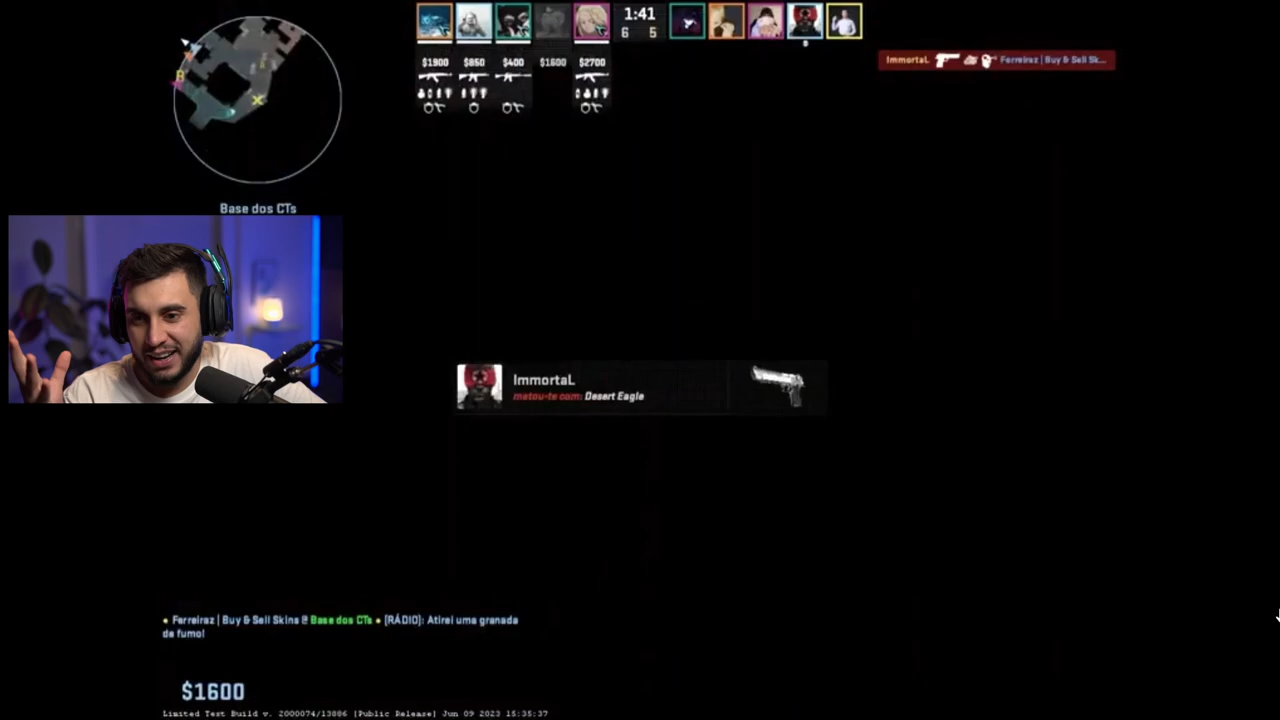 1:41
6 5
$1900 $850 $400 $1600 $2700
ImmortaL Ferreiraz | Buy & Sell Sk...
B
Base dos CTs
ImmortaL
matou-te com: Desert Eagle
• Ferreiraz | Buy & Sell Skins @ Base dos CTs • [RÁDIO]: Atirei uma granada
de fumo!
$1600
Limited Test Build v. 2000074/13886 [Public Release] Jun 09 2023 15:35:37